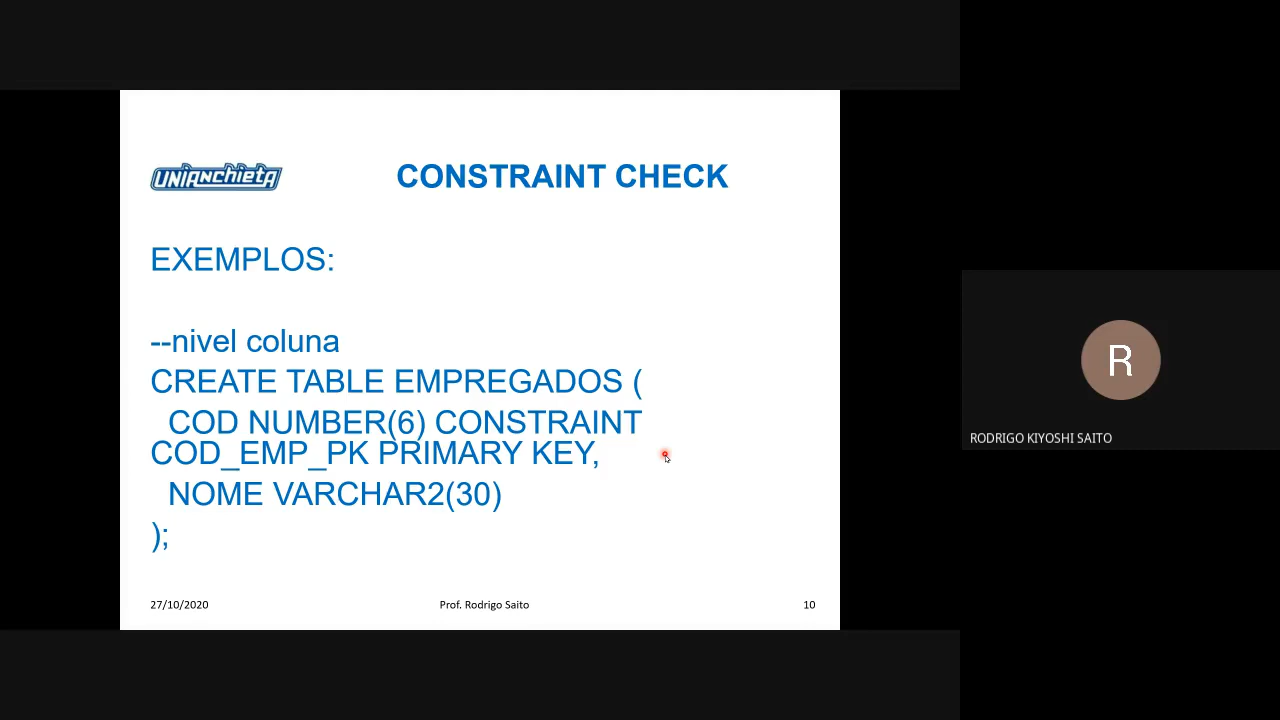 UNIANCHIETA
CONSTRAINT CHECK
EXEMPLOS:
--nivel coluna
CREATE TABLE EMPREGADOS (
COD NUMBER(6) CONSTRAINT
COD_EMP_PK PRIMARY KEY,
NOME VARCHAR2(30)
);
27/10/2020
Prof. Rodrigo Saito
10
R
RODRIGO KIYOSHI SAITO